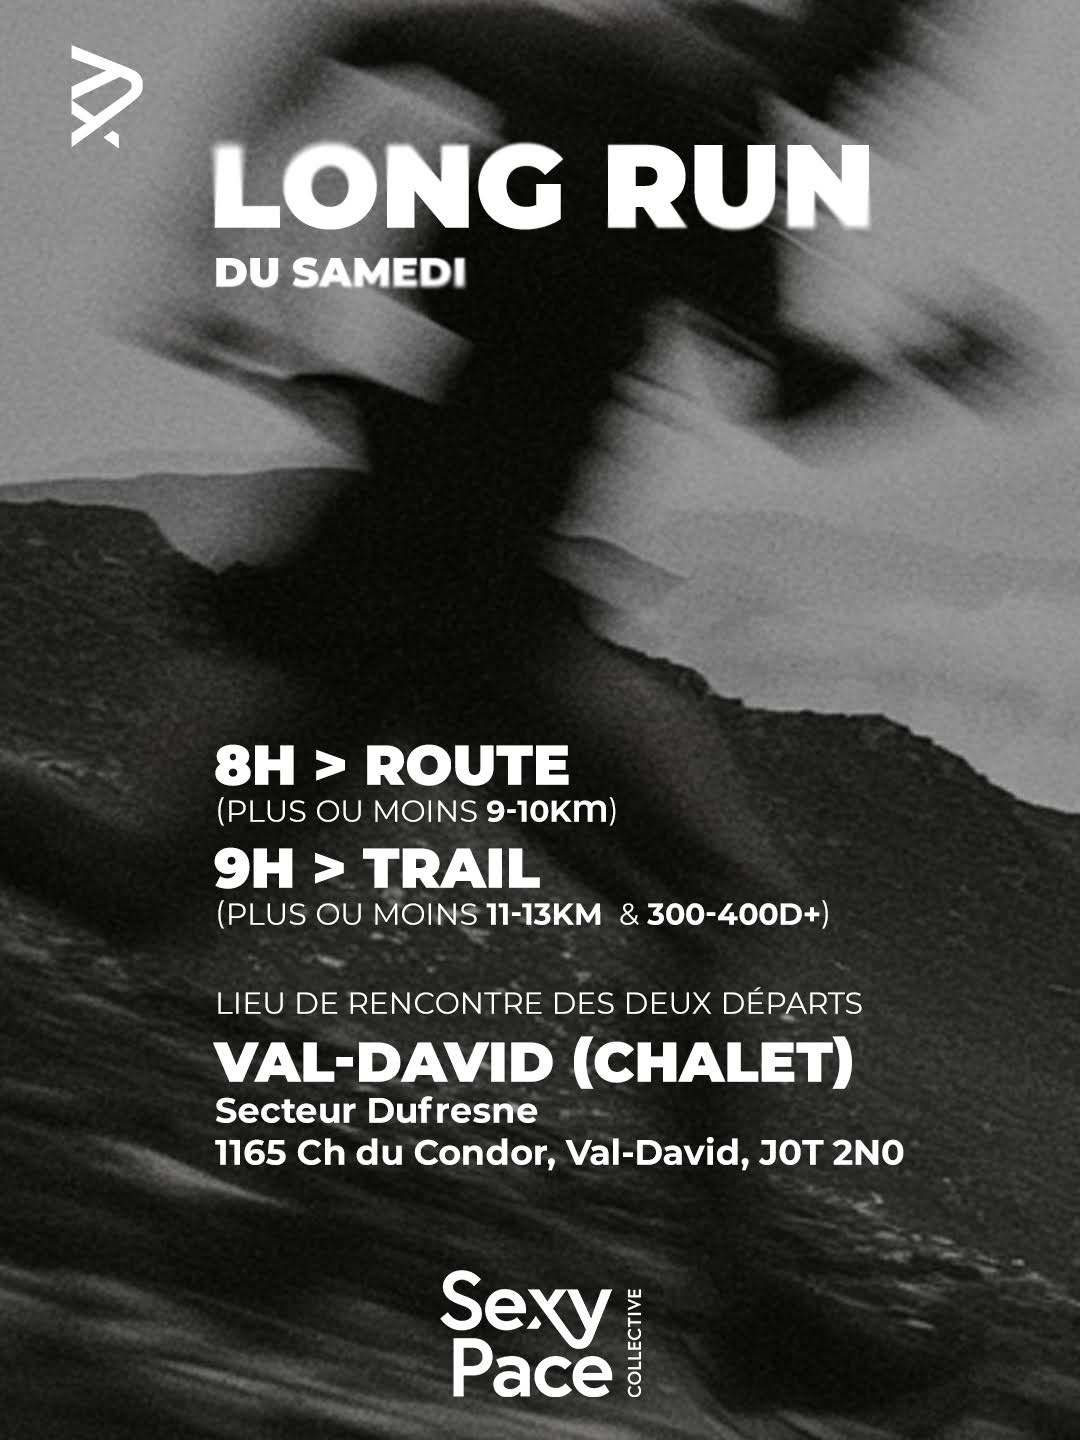 LONG RUN
DU SAMEDI
8H > ROUTE
(PLUS OU MOINS 9-10Km)
9H > TRAIL
(PLUS OU MOINS 11-13KM & 300-400D+)
LIEU DE RENCONTRE DES DEUX DÉPARTS
VAL-DAVID (CHALET)
Secteur Dufresne
1165 Ch du Condor, Val-David, J0T 2N0
Sexy
Pace
COLLECTIVE